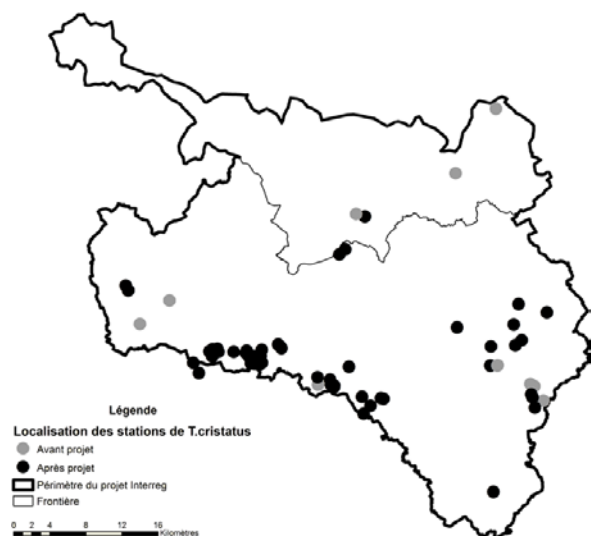 Légende
Localisation des stations de T.cristatus
Avant projet
Après projet
Périmètre du projet Interreg
Frontière
0 2 4 8 12 16
Kilomètres